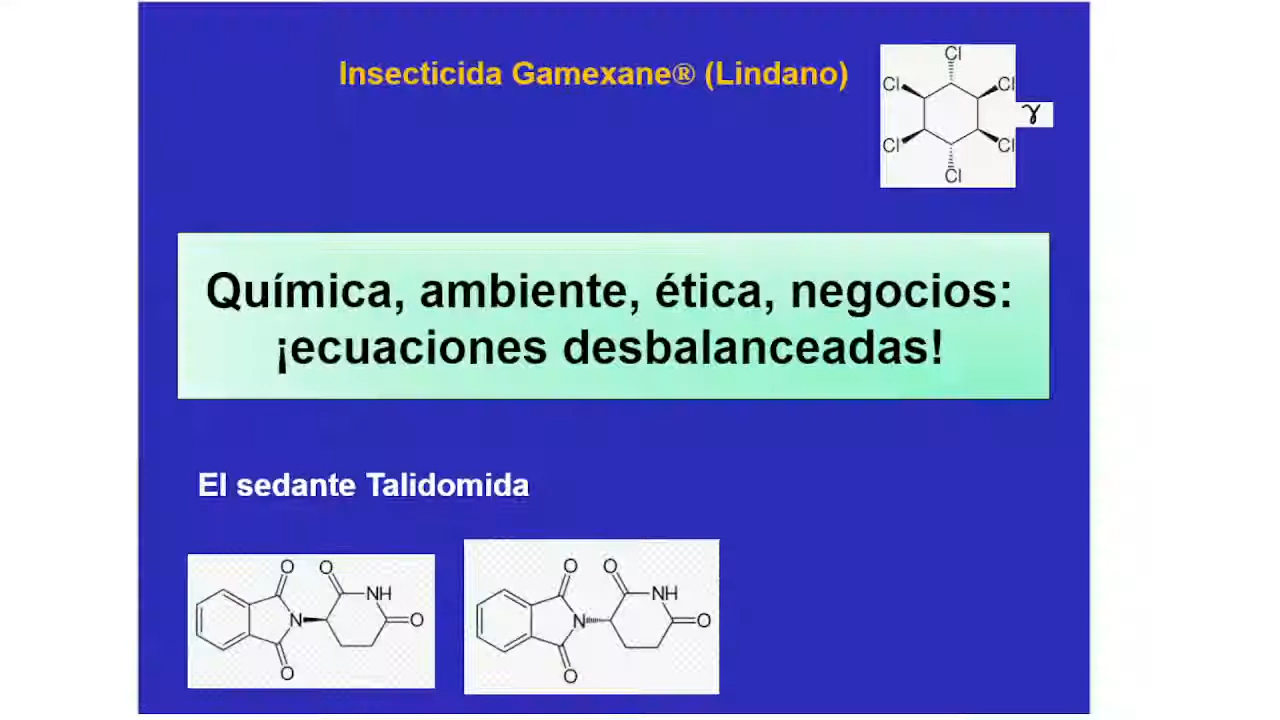 Insecticida Gamexane® (Lindano)
Cl
Cl Cl
γ
Cl Cl
Cl
Química, ambiente, ética, negocios:
¡ecuaciones desbalanceadas!
El sedante Talidomida
O O
NH
N O
O
O O
NH
N O
O